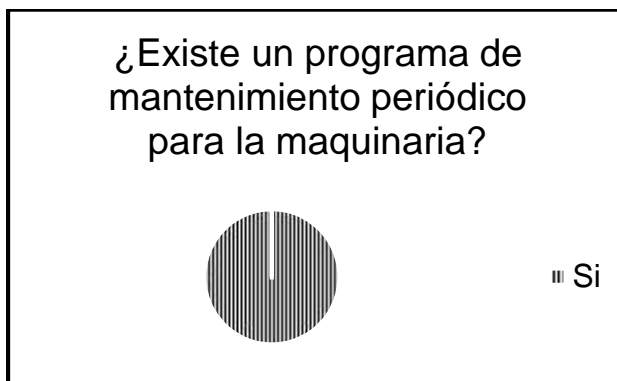 ¿Existe un programa de
mantenimiento periódico
para la maquinaria?
Si